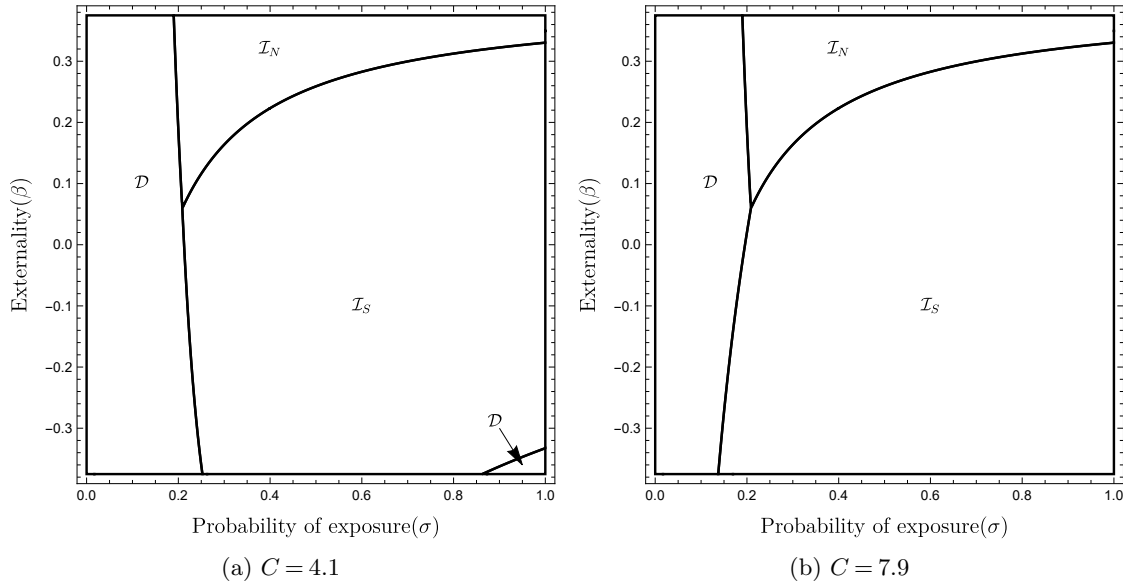 0.3
0.2
0.1
0.0
−0.1
−0.2
−0.3
Externality(β)
𝓘_N
𝓓
𝓘_S
𝓓
0.0 0.2 0.4 0.6 0.8 1.0
Probability of exposure(σ)
(a) C = 4.1
0.3
0.2
0.1
0.0
−0.1
−0.2
−0.3
Externality(β)
𝓘_N
𝓓
𝓘_S
0.0 0.2 0.4 0.6 0.8 1.0
Probability of exposure(σ)
(b) C = 7.9